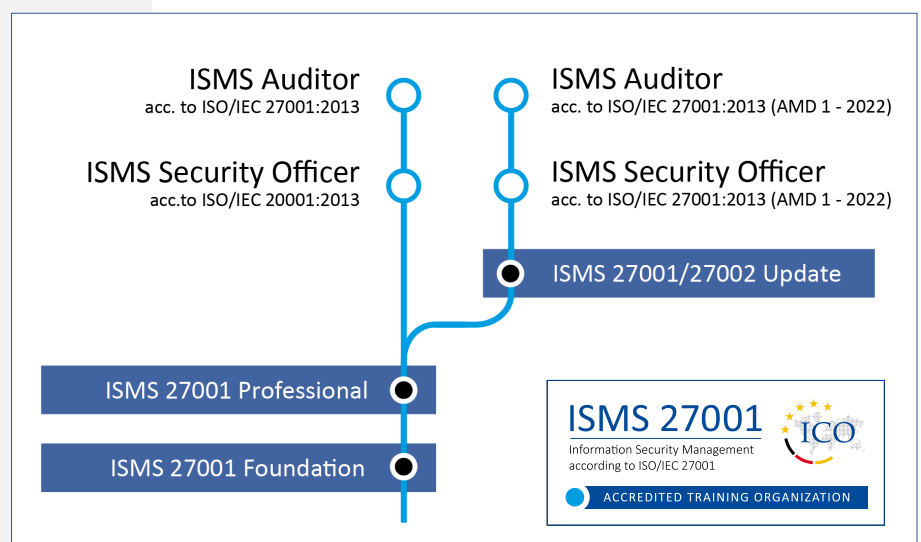 ISMS Auditor
acc. to ISO/IEC 27001:2013
ISMS Auditor
acc. to ISO/IEC 27001:2013 (AMD 1 - 2022)
ISMS Security Officer
acc.to ISO/IEC 20001:2013
ISMS Security Officer
acc. to ISO/IEC 27001:2013 (AMD 1 - 2022)
ISMS 27001/27002 Update
ISMS 27001 Professional
ISMS 27001 Foundation
ISMS 27001
Information Security Management
according to ISO/IEC 27001
ICO
ACCREDITED TRAINING ORGANIZATION